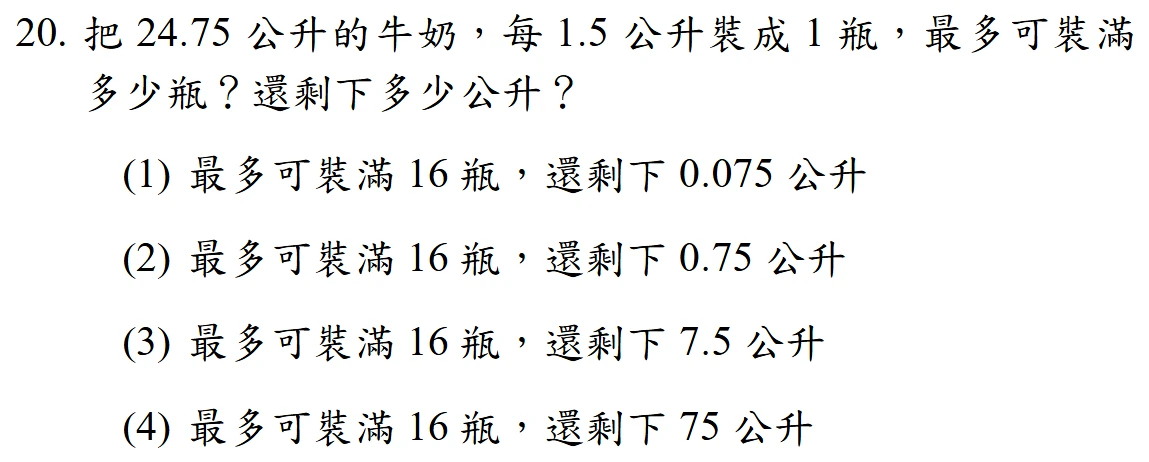 20. 把 24.75 公升的牛奶，每 1.5 公升裝成 1 瓶，最多可裝滿
多少瓶？還剩下多少公升？
(1) 最多可裝滿 16 瓶，還剩下 0.075 公升
(2) 最多可裝滿 16 瓶，還剩下 0.75 公升
(3) 最多可裝滿 16 瓶，還剩下 7.5 公升
(4) 最多可裝滿 16 瓶，還剩下 75 公升